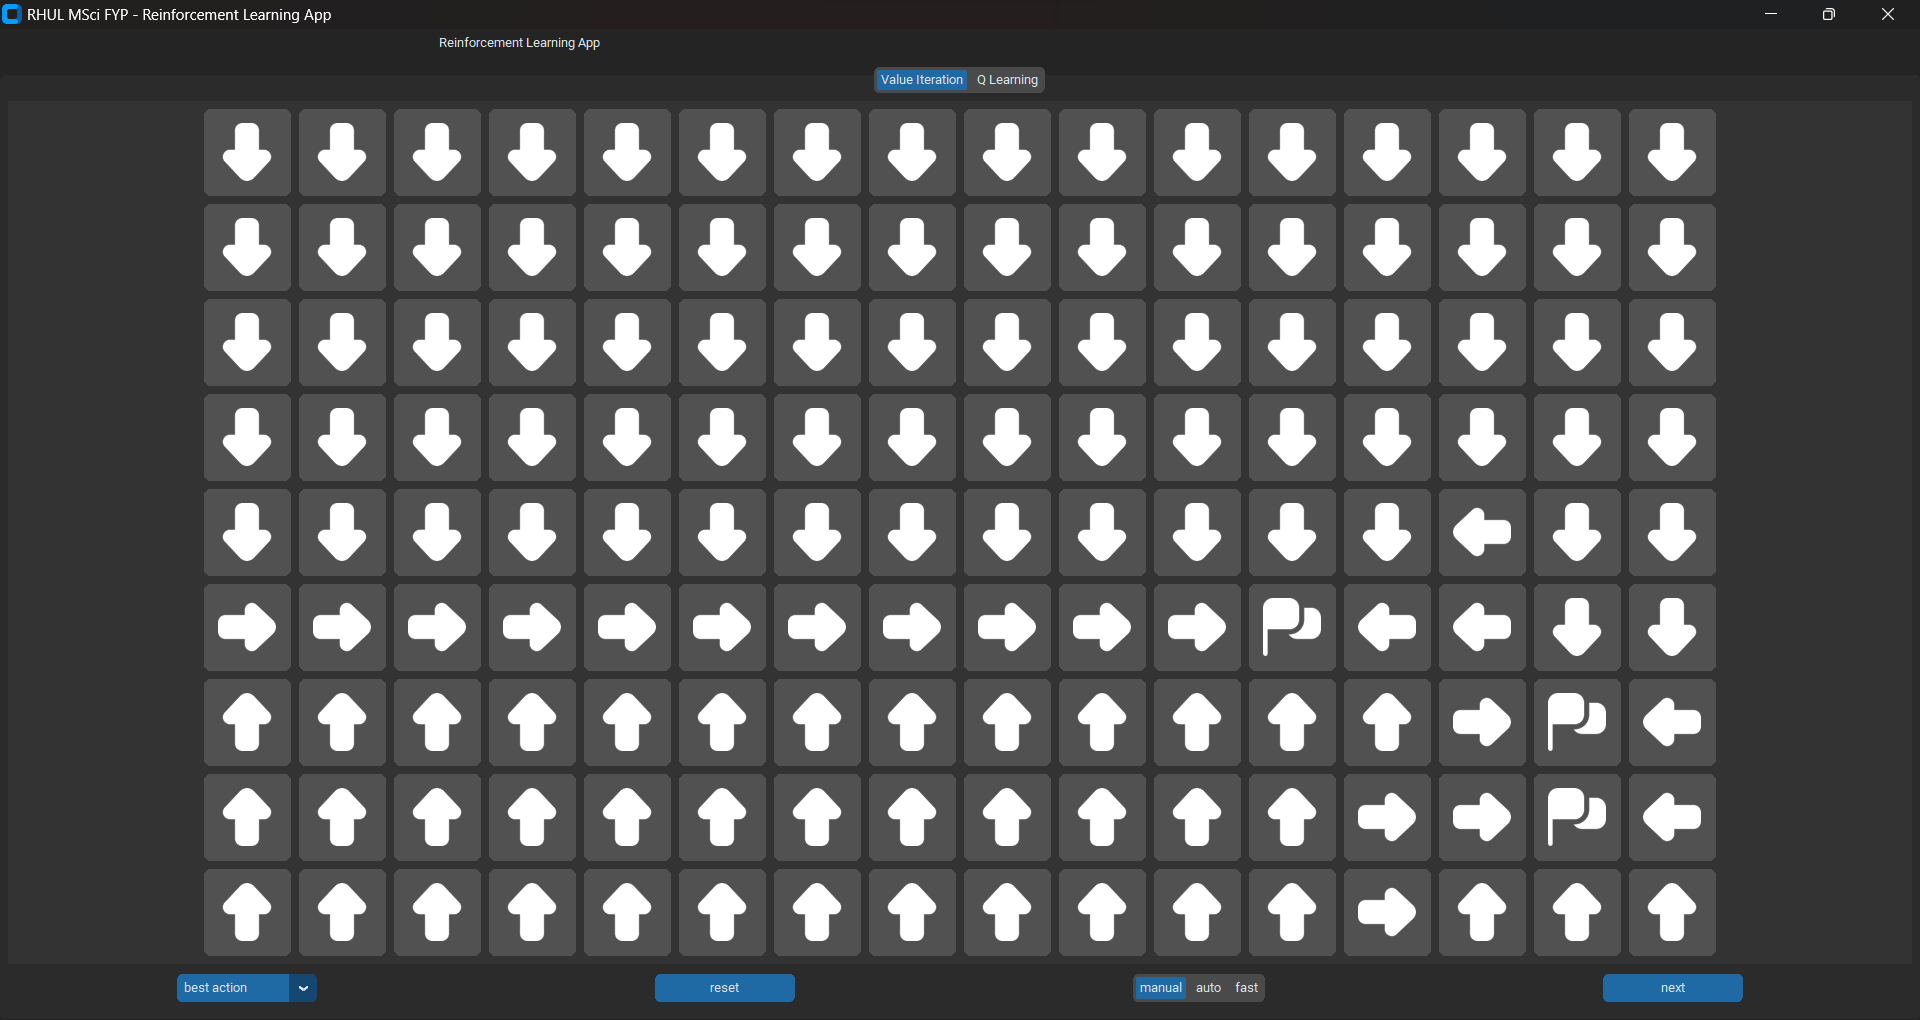 RHUL MSci FYP - Reinforcement Learning App
Reinforcement Learning App
Value Iteration Q Learning
best action reset manual auto fast next